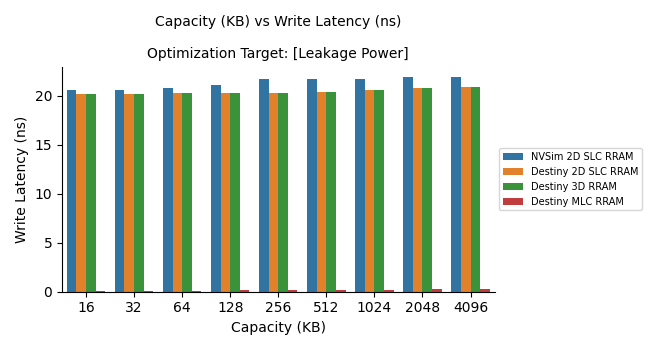 Capacity (KB) vs Write Latency (ns)
Optimization Target: [Leakage Power]
Write Latency (ns)
20
15
10
5
0
16 32 64 128 256 512 1024 2048 4096
Capacity (KB)
NVSim 2D SLC RRAM
Destiny 2D SLC RRAM
Destiny 3D RRAM
Destiny MLC RRAM